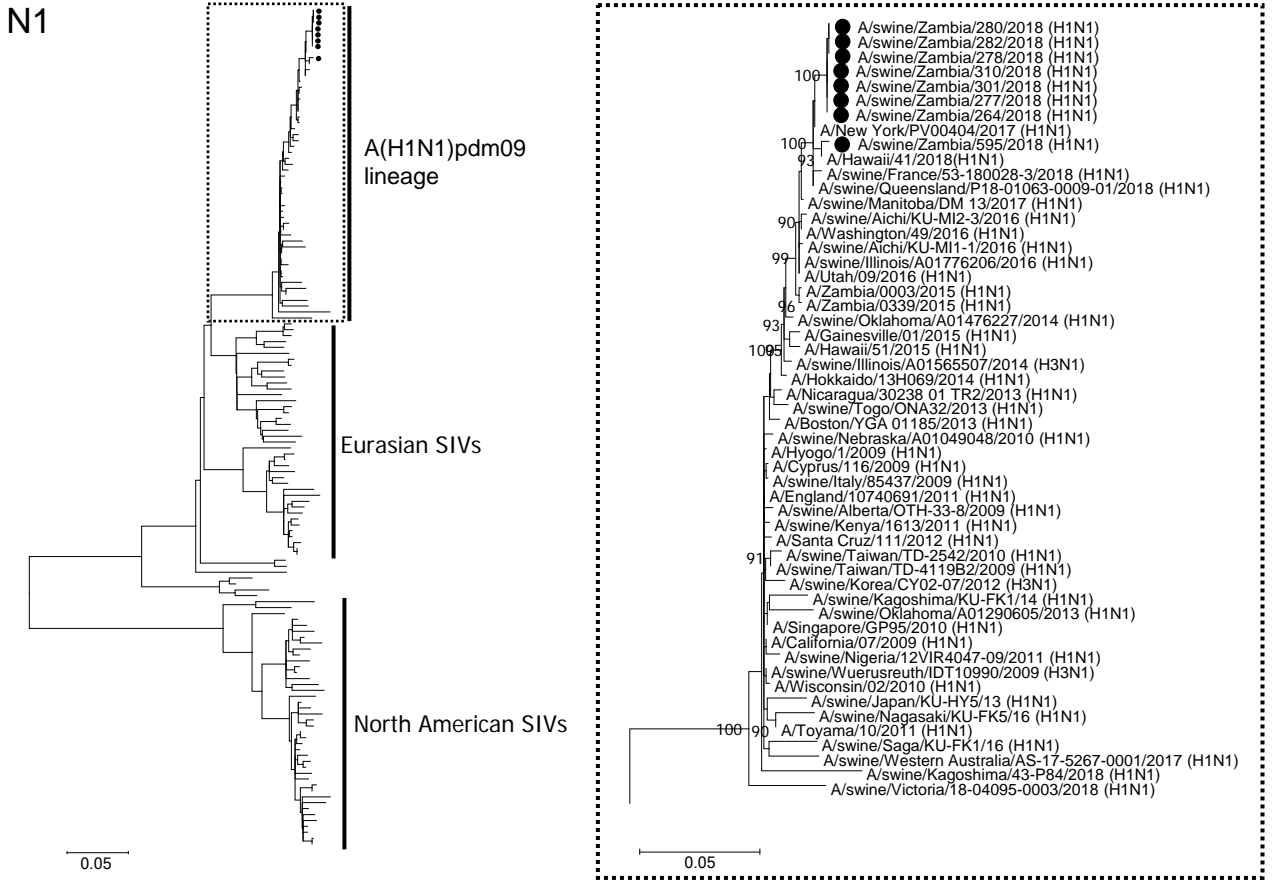 N1
A(H1N1)pdm09
lineage
Eurasian SIVs
North American SIVs
0.05
A/swine/Zambia/280/2018 (H1N1)
A/swine/Zambia/282/2018 (H1N1)
A/swine/Zambia/278/2018 (H1N1)
A/swine/Zambia/310/2018 (H1N1)
100
A/swine/Zambia/301/2018 (H1N1)
A/swine/Zambia/277/2018 (H1N1)
A/swine/Zambia/264/2018 (H1N1)
A/New York/PV00404/2017 (H1N1)
100
A/swine/Zambia/595/2018 (H1N1)
93
A/Hawaii/41/2018(H1N1)
A/swine/France/53-180028-3/2018 (H1N1)
A/swine/Queensland/P18-01063-0009-01/2018 (H1N1)
A/swine/Manitoba/DM 13/2017 (H1N1)
90
A/swine/Aichi/KU-MI2-3/2016 (H1N1)
A/Washington/49/2016 (H1N1)
A/swine/Aichi/KU-MI1-1/2016 (H1N1)
99
A/swine/Illinois/A01776206/2016 (H1N1)
A/Utah/09/2016 (H1N1)
A/Zambia/0003/2015 (H1N1)
96
A/Zambia/0339/2015 (H1N1)
93
A/swine/Oklahoma/A01476227/2014 (H1N1)
A/Gainesville/01/2015 (H1N1)
100
95
A/Hawaii/51/2015 (H1N1)
A/swine/Illinois/A01565507/2014 (H3N1)
A/Hokkaido/13H069/2014 (H1N1)
A/Nicaragua/30238 01 TR2/2013 (H1N1)
A/swine/Togo/ONA32/2013 (H1N1)
A/Boston/YGA 01185/2013 (H1N1)
A/swine/Nebraska/A01049048/2010 (H1N1)
A/Hyogo/1/2009 (H1N1)
A/Cyprus/116/2009 (H1N1)
A/swine/Italy/85437/2009 (H1N1)
A/England/10740691/2011 (H1N1)
A/swine/Alberta/OTH-33-8/2009 (H1N1)
A/swine/Kenya/1613/2011 (H1N1)
A/Santa Cruz/111/2012 (H1N1)
91
A/swine/Taiwan/TD-2542/2010 (H1N1)
A/swine/Taiwan/TD-4119B2/2009 (H1N1)
A/swine/Korea/CY02-07/2012 (H3N1)
A/swine/Kagoshima/KU-FK1/14 (H1N1)
A/swine/Oklahoma/A01290605/2013 (H1N1)
A/Singapore/GP95/2010 (H1N1)
A/California/07/2009 (H1N1)
A/swine/Nigeria/12VIR4047-09/2011 (H1N1)
A/swine/Wuerusreuth/IDT10990/2009 (H3N1)
A/Wisconsin/02/2010 (H1N1)
A/swine/Japan/KU-HY5/13 (H1N1)
A/swine/Nagasaki/KU-FK5/16 (H1N1)
100
90
A/Toyama/10/2011 (H1N1)
A/swine/Saga/KU-FK1/16 (H1N1)
A/swine/Western Australia/AS-17-5267-0001/2017 (H1N1)
A/swine/Kagoshima/43-P84/2018 (H1N1)
A/swine/Victoria/18-04095-0003/2018 (H1N1)
0.05